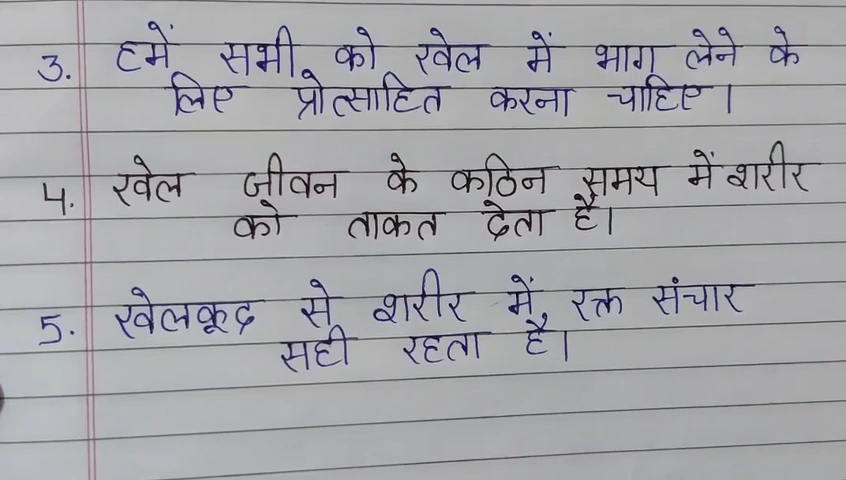 3. हमें सभी को खेल में भाग लेने के
लिए प्रोत्साहित करना चाहिए।
4. खेल जीवन के कठिन समय में शरीर
को ताकत देता है।
5. खेलकूद से शरीर में रक्त संचार
सही रहता है।